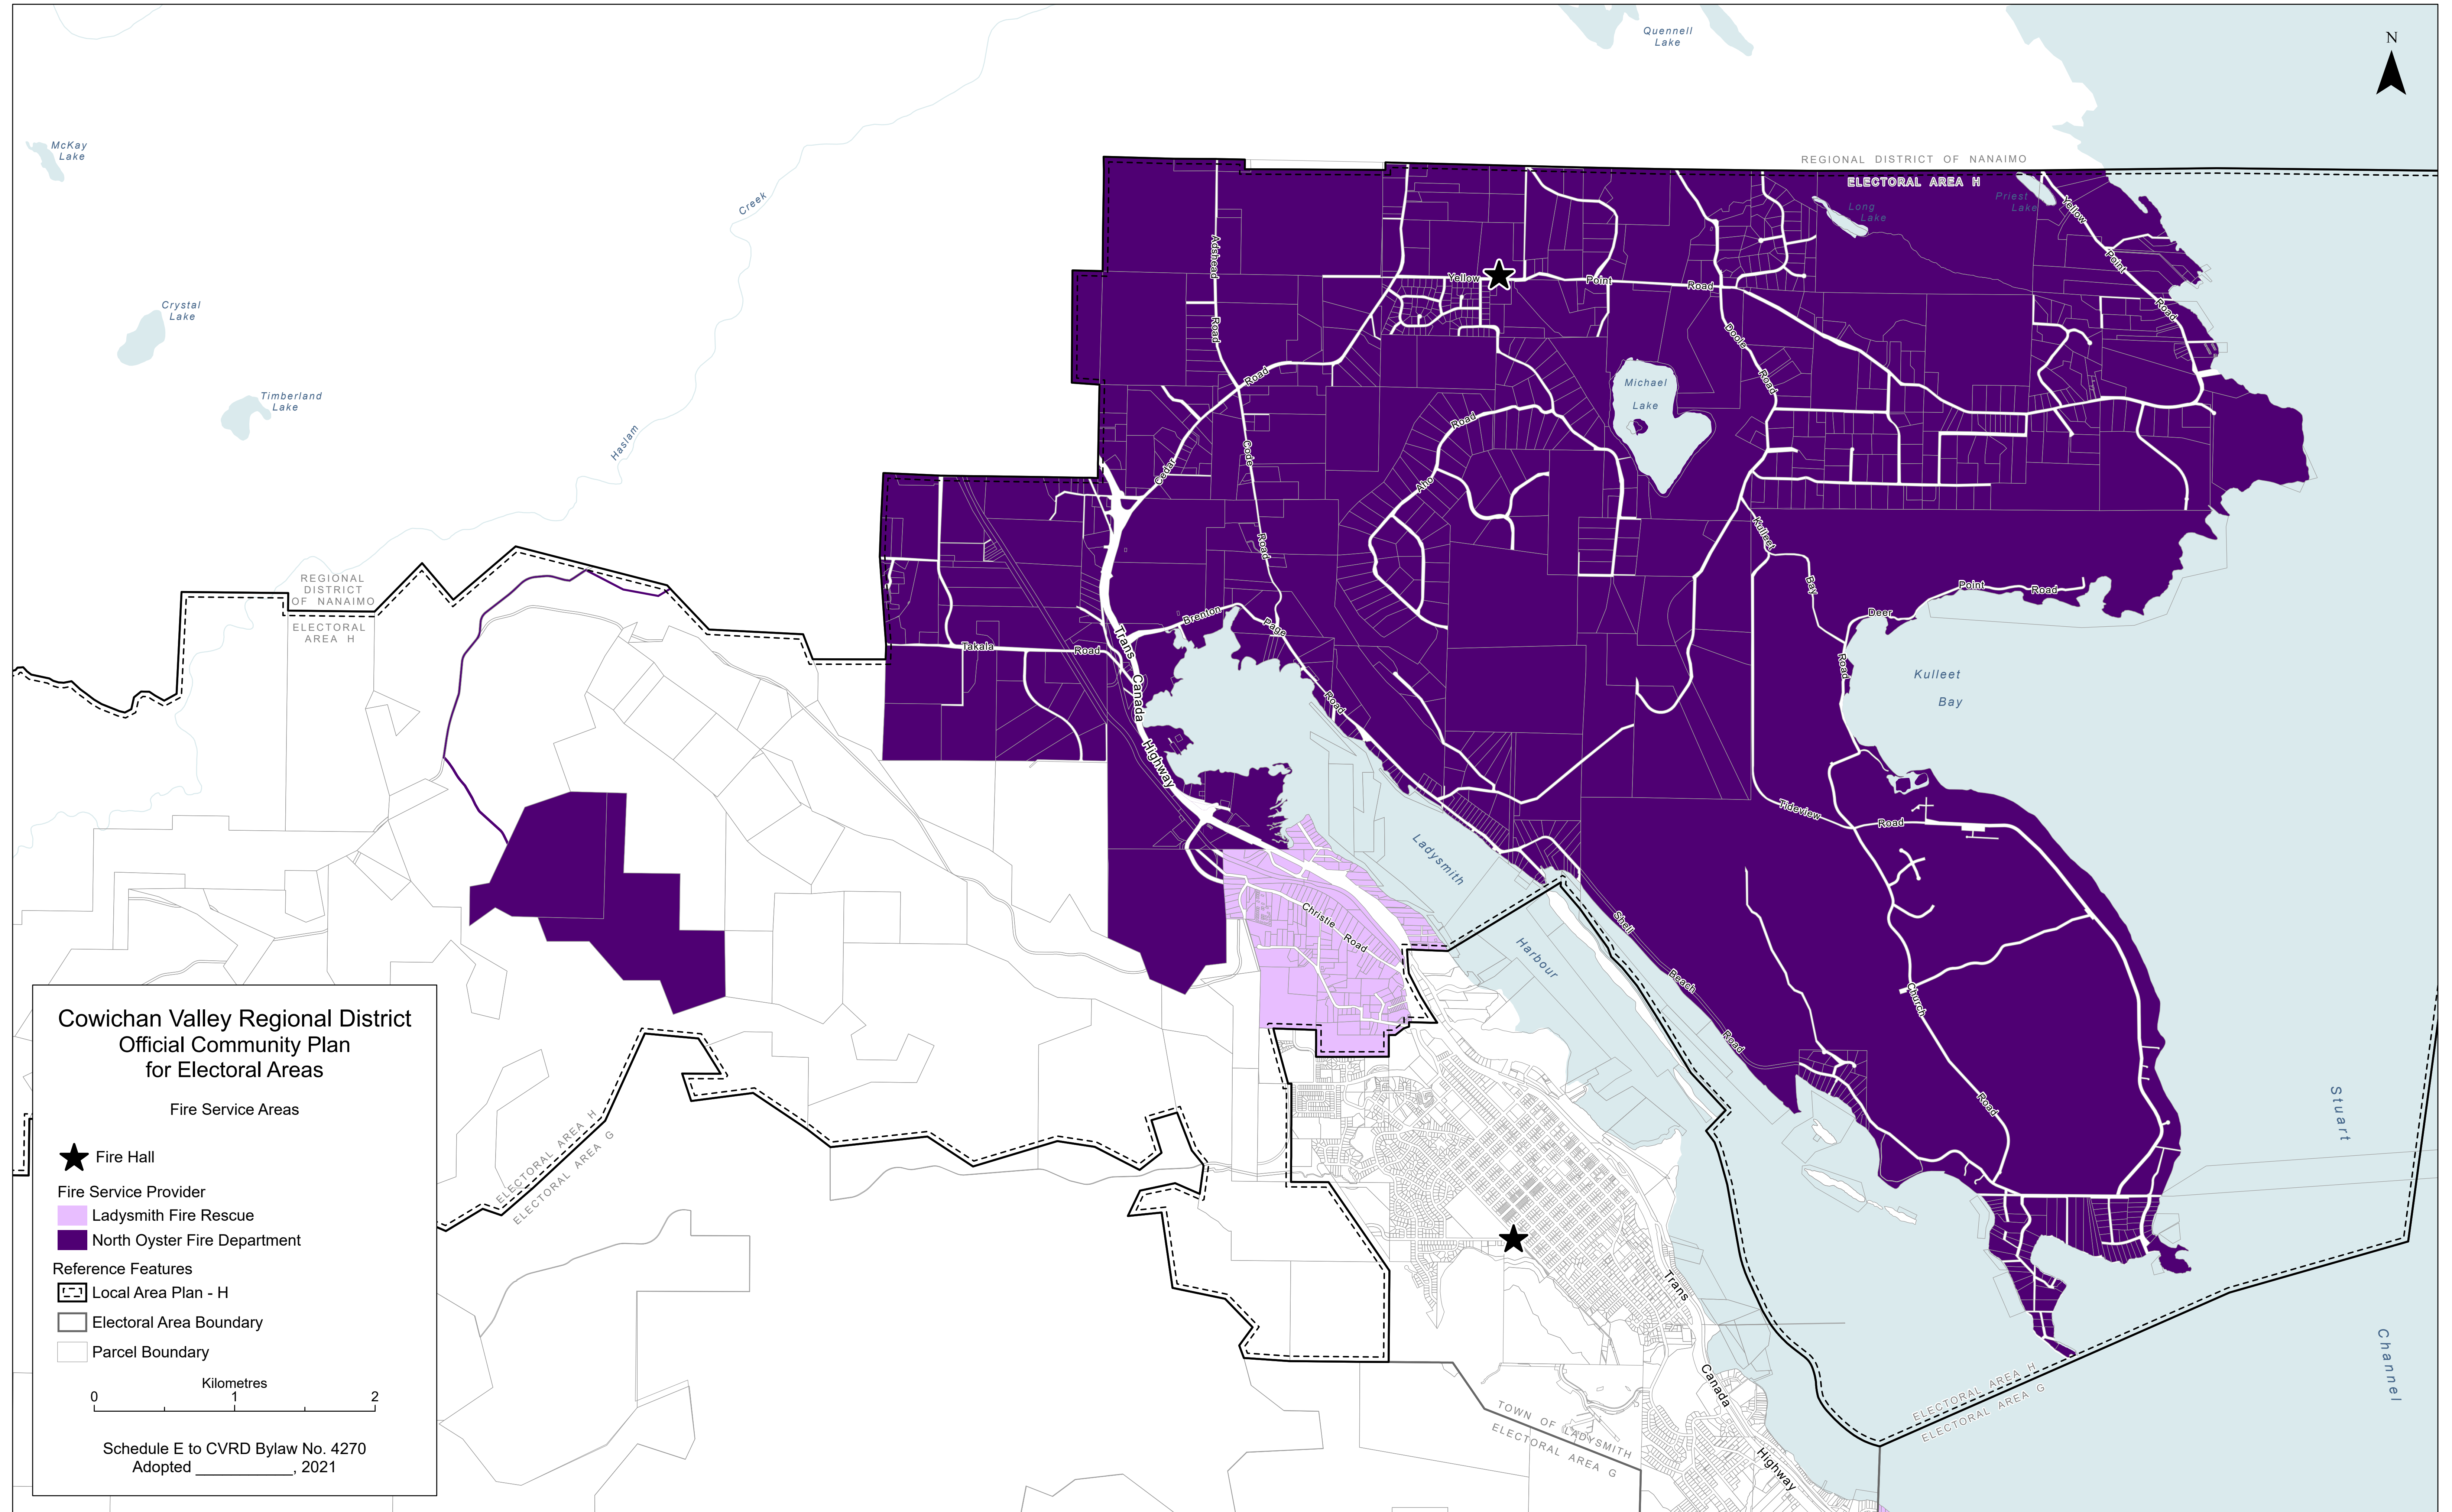 Quennell
Lake
N
McKay
Lake
REGIONAL DISTRICT OF NANAIMO
ELECTORAL AREA H
Priest
Lake
Long
Lake
Yellow
Point
Road
Creek
Adshead
Road
Yellow
Point
Road
Crystal
Lake
Timberland
Lake
Haslam
Doole
Road
Michael
Lake
Road
Cedar
Code
Road
Road
Aho
Kulleet
Bay
Road
Deer
Point
Road
REGIONAL
DISTRICT
OF NANAIMO
ELECTORAL
AREA H
Brenton
Page
Road
Takala
Road
Trans
Canada
Highway
Kulleet
Bay
Tideview
Road
Ladysmith
Harbour
Christie
Road
Shell
Beach
Road
Church
Road
Stuart
Channel
ELECTORAL AREA H
ELECTORAL AREA G
Trans
Canada
Highway
TOWN OF LADYSMITH
ELECTORAL AREA G
ELECTORAL AREA H
ELECTORAL AREA G
Cowichan Valley Regional District
Official Community Plan
for Electoral Areas
Fire Service Areas
Fire Hall
Fire Service Provider
Ladysmith Fire Rescue
North Oyster Fire Department
Reference Features
Local Area Plan - H
Electoral Area Boundary
Parcel Boundary
Kilometres
0 1 2
Schedule E to CVRD Bylaw No. 4270
Adopted ____________, 2021